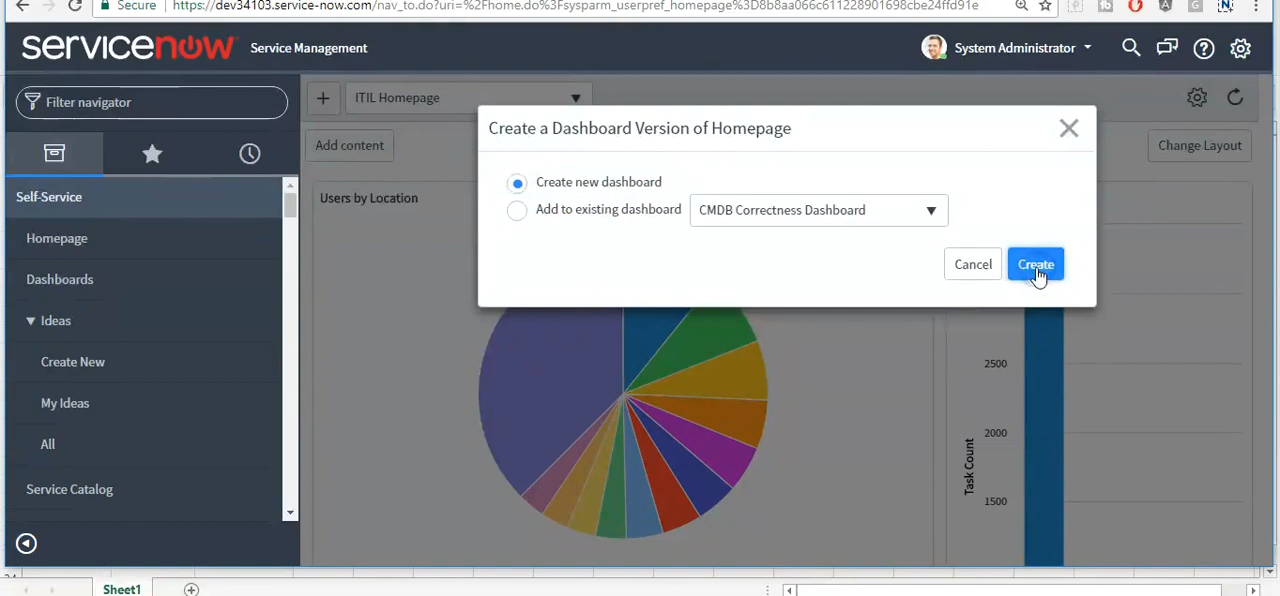 Secure
https://dev34103.service-now.com/nav_to.do?uri=%2Fhome.do%3Fsysparm_userpref_homepage%3D8b8aa066c611228901698cbe24ffd91e
servicenow
Service Management
System Administrator
Filter navigator
ITIL Homepage
Add content
Change Layout
Create a Dashboard Version of Homepage
Create new dashboard
Add to existing dashboard
CMDB Correctness Dashboard
Cancel
Create
Self-Service
Homepage
Dashboards
Ideas
Create New
My Ideas
All
Service Catalog
Users by Location
2500
2000
1500
Task Count
Sheet1